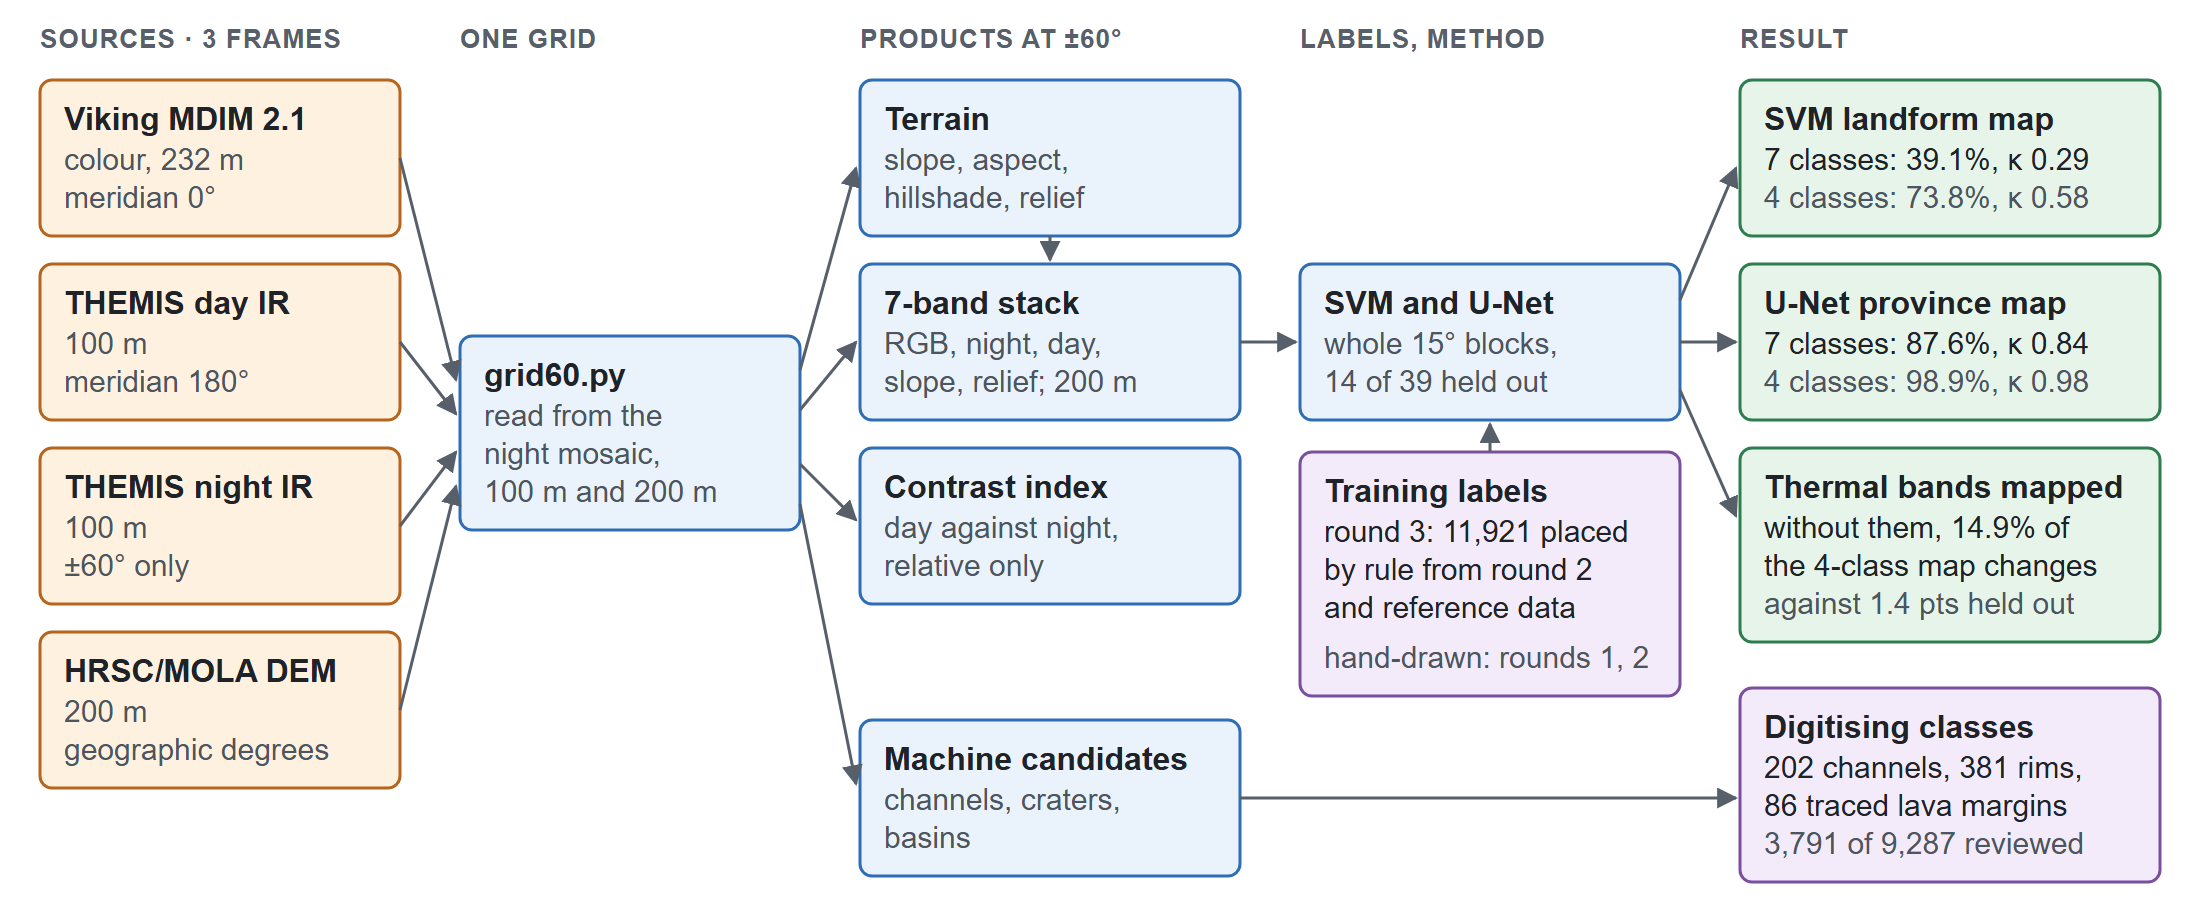 SOURCES · 3 FRAMES
Viking MDIM 2.1
colour, 232 m
meridian 0°
THEMIS day IR
100 m
meridian 180°
THEMIS night IR
100 m
±60° only
HRSC/MOLA DEM
200 m
geographic degrees
ONE GRID
grid60.py
read from the
night mosaic,
100 m and 200 m
PRODUCTS AT ±60°
Terrain
slope, aspect,
hillshade, relief
7-band stack
RGB, night, day,
slope, relief; 200 m
Contrast index
day against night,
relative only
Machine candidates
channels, craters,
basins
LABELS, METHOD
SVM and U-Net
whole 15° blocks,
14 of 39 held out
Training labels
round 3: 11,921 placed
by rule from round 2
and reference data
hand-drawn: rounds 1, 2
RESULT
SVM landform map
7 classes: 39.1%, κ 0.29
4 classes: 73.8%, κ 0.58
U-Net province map
7 classes: 87.6%, κ 0.84
4 classes: 98.9%, κ 0.98
Thermal bands mapped
without them, 14.9% of
the 4-class map changes
against 1.4 pts held out
Digitising classes
202 channels, 381 rims,
86 traced lava margins
3,791 of 9,287 reviewed